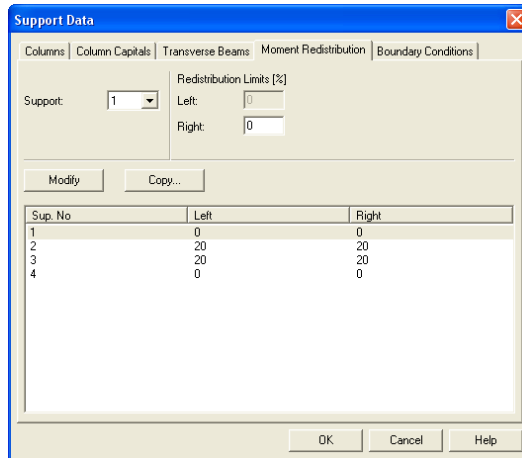 Support Data
Columns Column Capitals Transverse Beams Moment Redistribution Boundary Conditions
Redistribution Limits [%]
Support: 1 Left: 0
Right: 0
Modify Copy...
Sup. No Left Right
1 0 0
2 20 20
3 20 20
4 0 0
OK Cancel Help